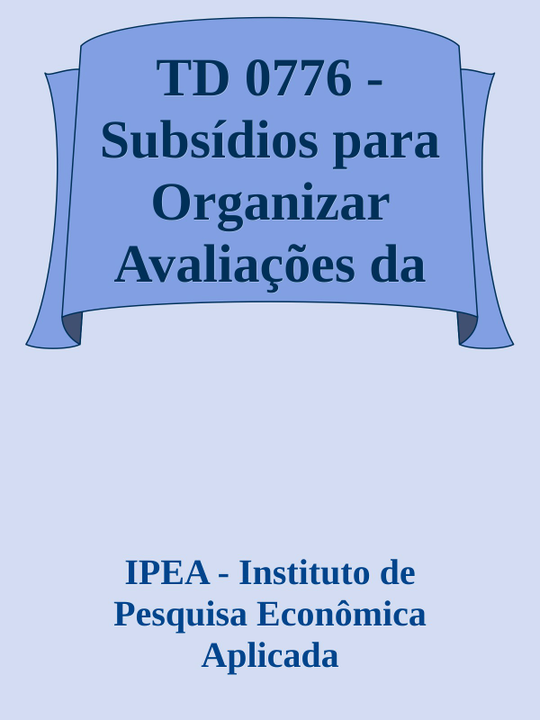 TD 0776 -
Subsídios para
Organizar
Avaliações da
IPEA - Instituto de
Pesquisa Econômica
Aplicada